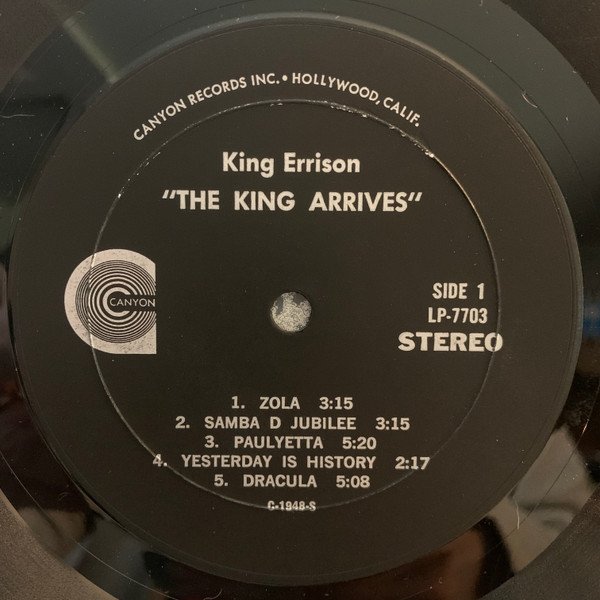 CANYON RECORDS INC. • HOLLYWOOD, CALIF.
King Errison
"THE KING ARRIVES"
CANYON
SIDE 1
LP-7703
STEREO
1. ZOLA 3:15
2. SAMBA D JUBILEE 3:15
3. PAULYETTA 5:20
4. YESTERDAY IS HISTORY 2:17
5. DRACULA 5:08
C-1948-S